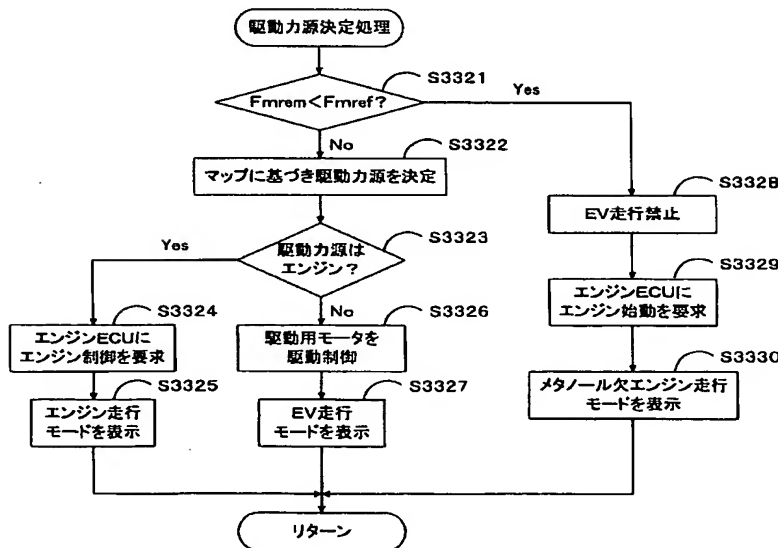 駆動力源決定処理
S3321
Fmrem<Fmref?
Yes
No
S3322
マップに基づき駆動力源を決定
S3328
EV走行禁止
S3323
Yes
駆動力源は
エンジン?
S3329
エンジンECUに
エンジン始動を要求
S3324
エンジンECUに
エンジン制御を要求
No
S3326
駆動用モータを
駆動制御
S3330
メタノール欠エンジン走行
モードを表示
S3325
エンジン走行
モードを表示
S3327
EV走行
モードを表示
リターン